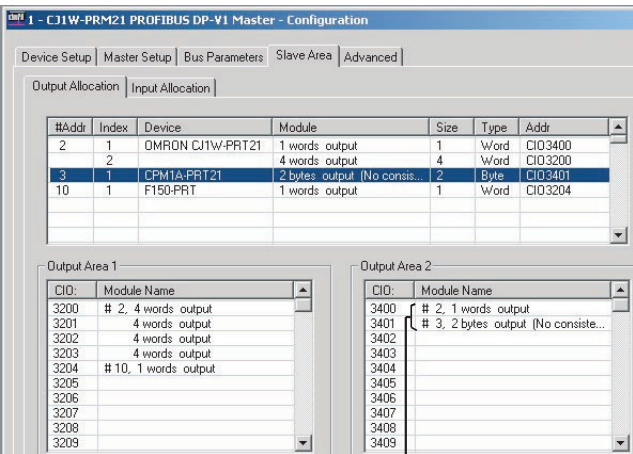 1 - CJ1W-PRM21 PROFIBUS DP-V1 Master - Configuration
Device Setup Master Setup Bus Parameters Slave Area Advanced
Output Allocation Input Allocation
#Addr Index Device Module Size Type Addr
2 1 OMRON CJ1W-PRT21 1 words output 1 Word CIO3400
2 4 words output 4 Word CIO3200
3 1 CPM1A-PRT21 2 bytes output (No consis... 2 Byte CIO3401
10 1 F150-PRT 1 words output 1 Word CIO3204
Output Area 1
CIO: Module Name
3200 # 2, 4 words output
3201 4 words output
3202 4 words output
3203 4 words output
3204 #10, 1 words output
3205
3206
3207
3208
3209
Output Area 2
CIO: Module Name
3400 # 2, 1 words output
3401 # 3, 2 bytes output (No consiste...
3402
3403
3404
3405
3406
3407
3408
3409